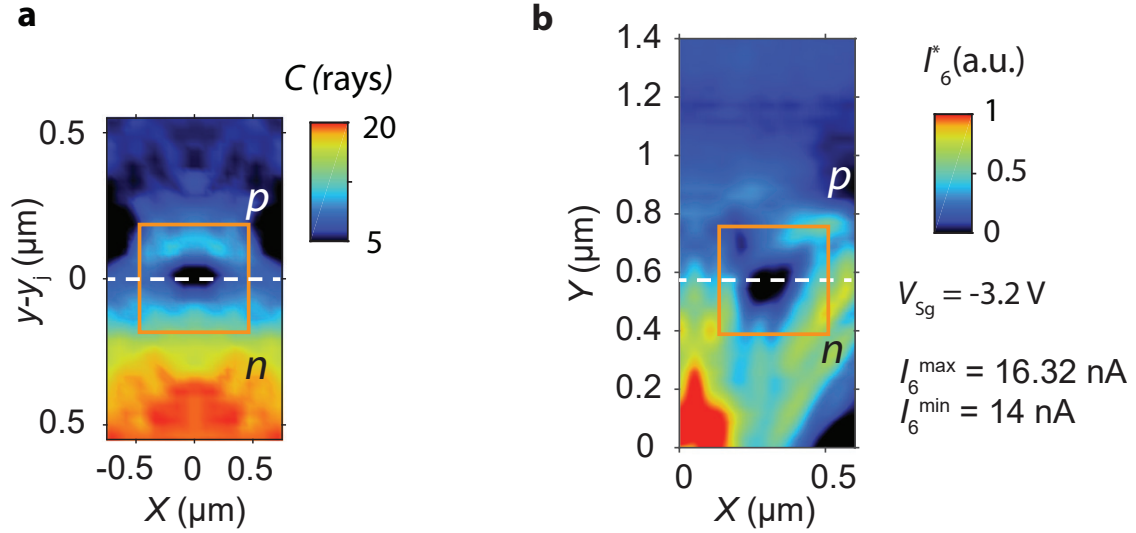 a
C (rays)
20
5
0.5
0
0.5
y-yj (µm)
-0.5 0 0.5
X (µm)
p
n
b
1.4
1.2
1
0.8
0.6
0.4
0.2
0
Y (µm)
0 0.5
X (µm)
p
n
I*6(a.u.)
1
0.5
0
VSg = -3.2 V
I6max = 16.32 nA
I6min = 14 nA